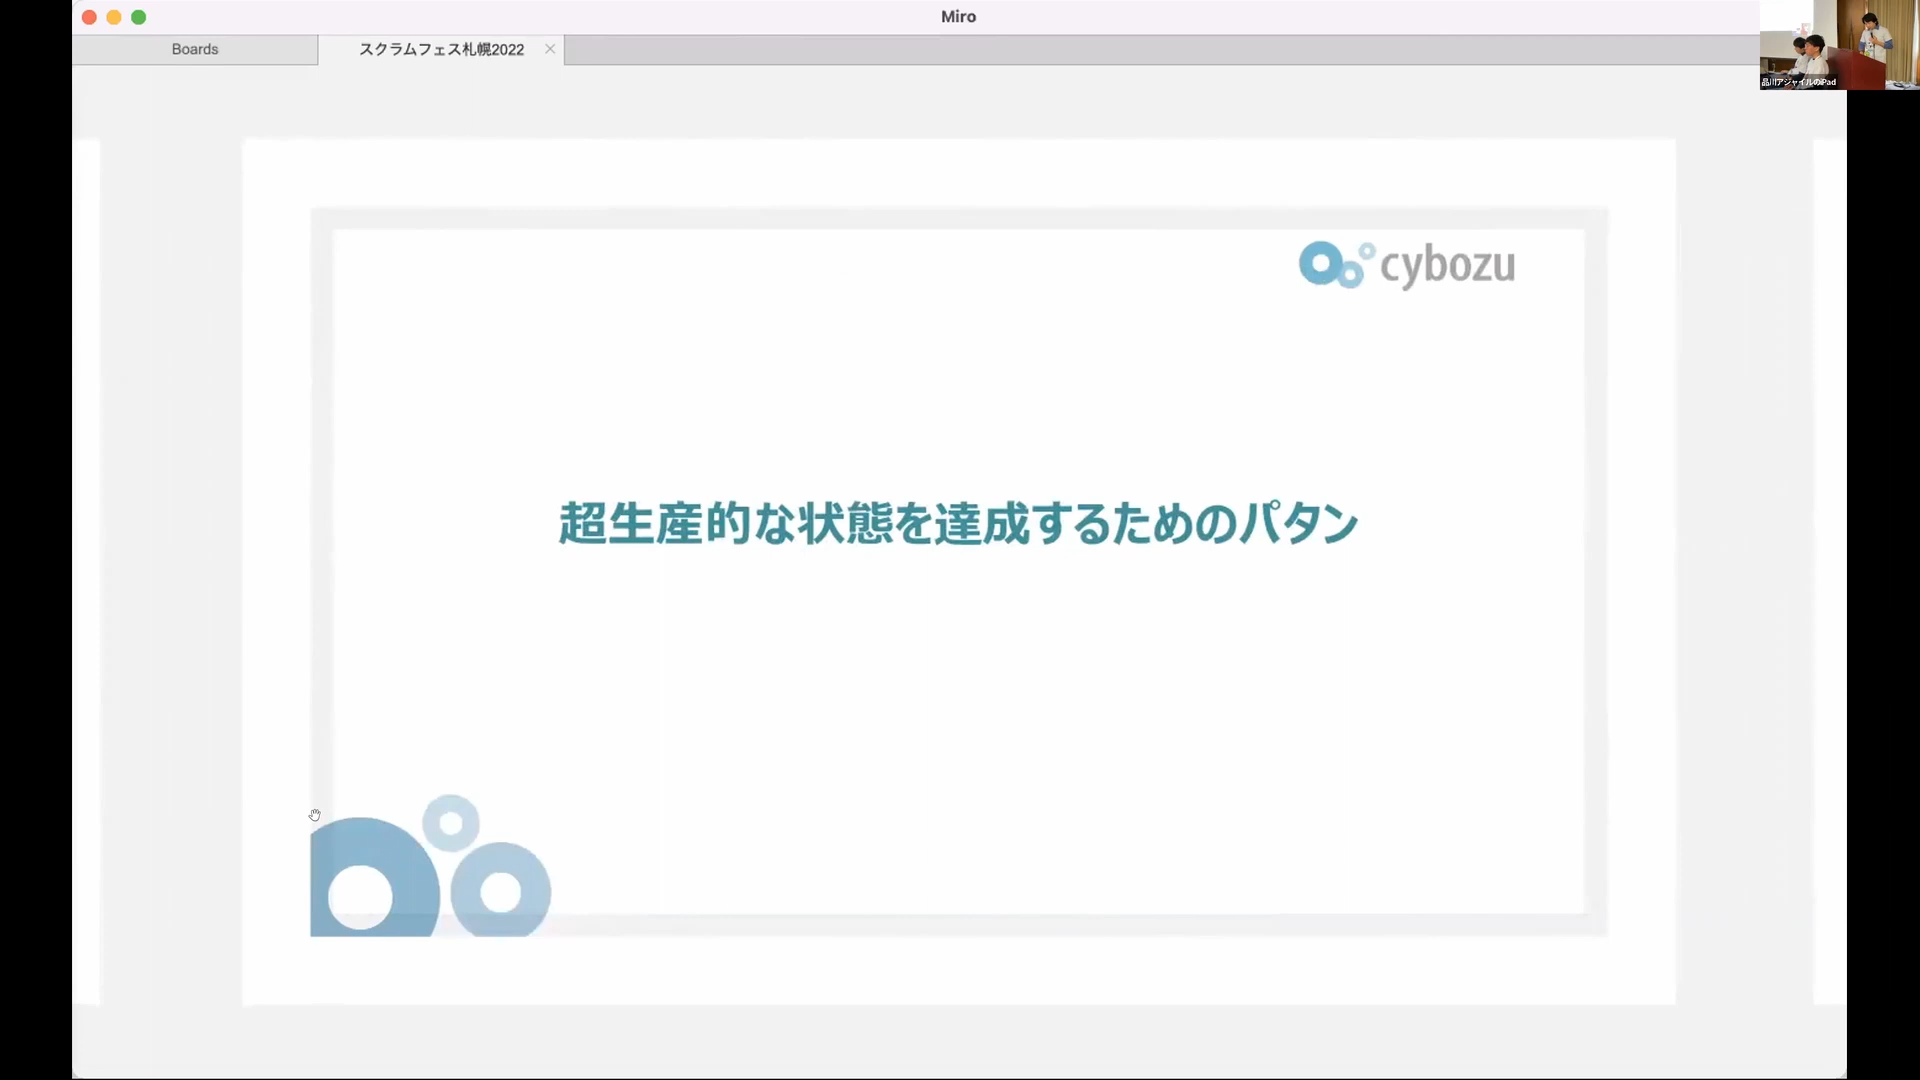 Miro
Boards
スクラムフェス札幌2022
品川アジャイルのiPad
cybozu
超生産的な状態を達成するためのパタン